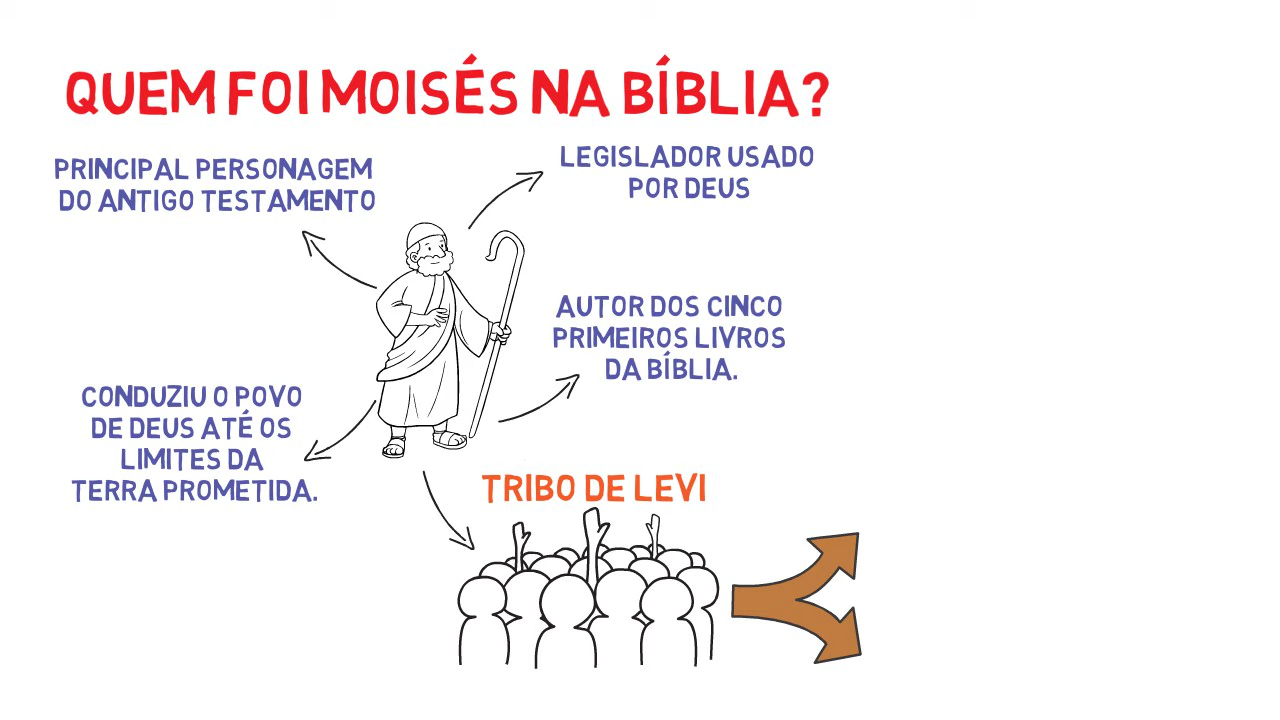 QUEM FOI MOISÉS NA BÍBLIA?
PRINCIPAL PERSONAGEM
DO ANTIGO TESTAMENTO
LEGISLADOR USADO
POR DEUS
AUTOR DOS CINCO
PRIMEIROS LIVROS
DA BÍBLIA.
CONDUZIU O POVO
DE DEUS ATÉ OS
LIMITES DA
TERRA PROMETIDA.
TRIBO DE LEVI